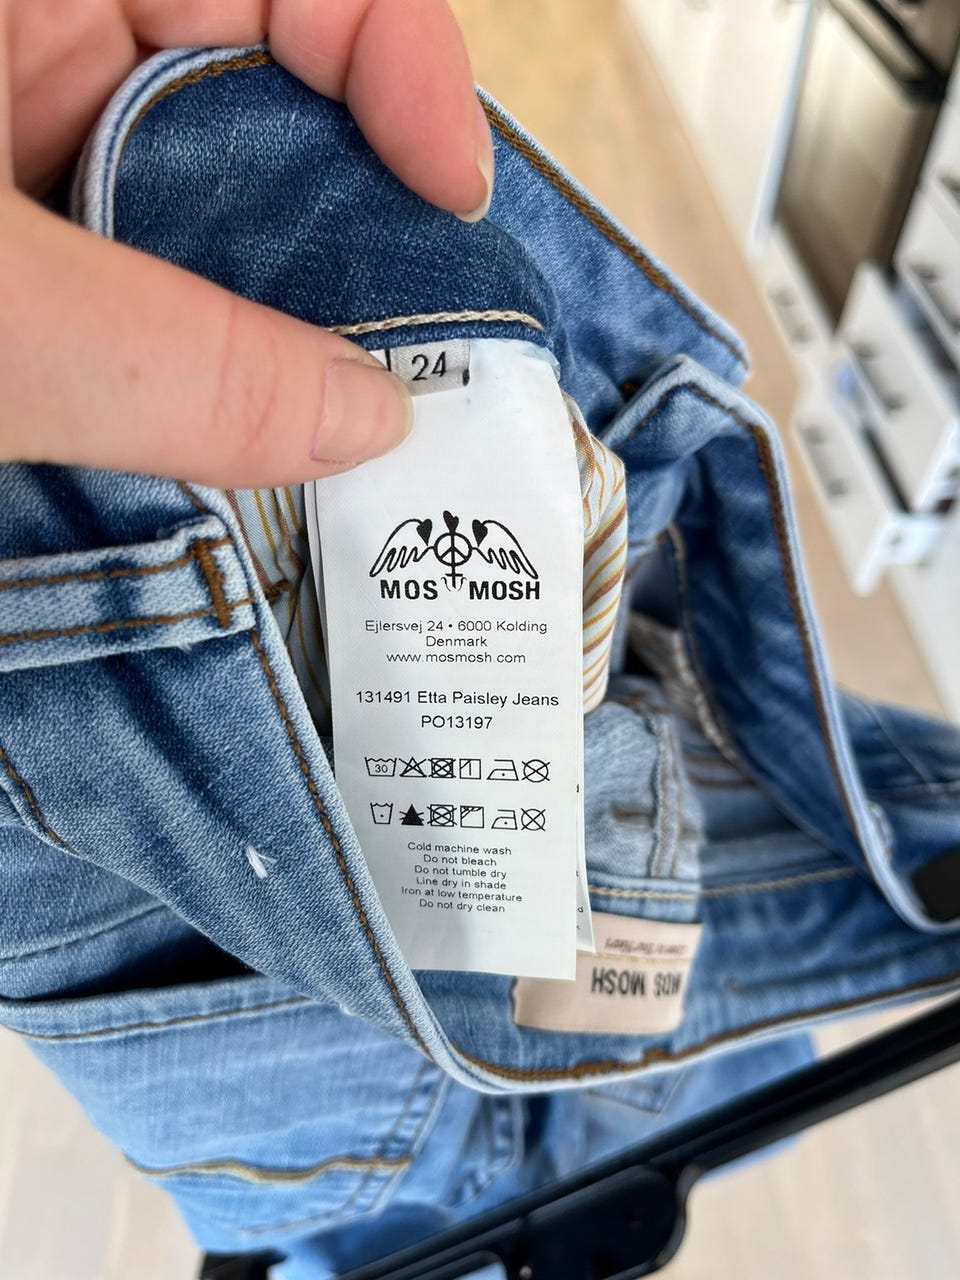 24
MOS MOSH
Ejlersvej 24 • 6000 Kolding
Denmark
www.mosmosh.com
131491 Etta Paisley Jeans
PO13197
30
Cold machine wash
Do not bleach
Do not tumble dry
Line dry in shade
Iron at low temperature
Do not dry clean
MOS MOSH